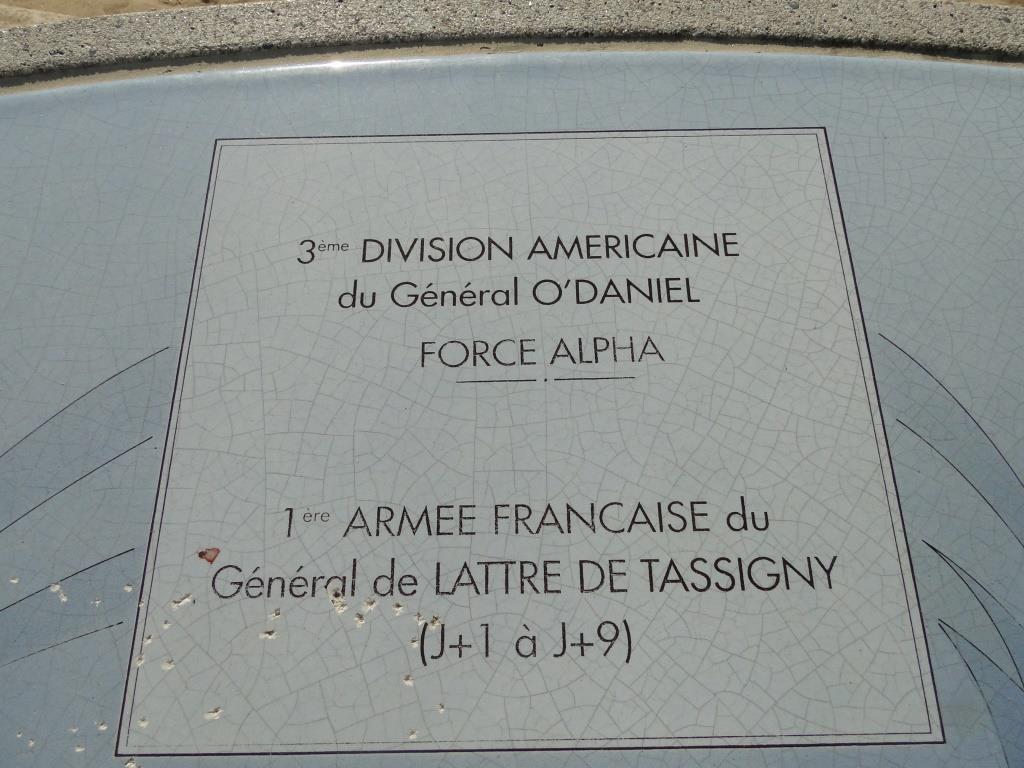 3ème DIVISION AMERICAINE
du Général O'DANIEL
FORCE ALPHA
1ère ARMEE FRANCAISE du
Général de LATTRE DE TASSIGNY
(J+1 à J+9)